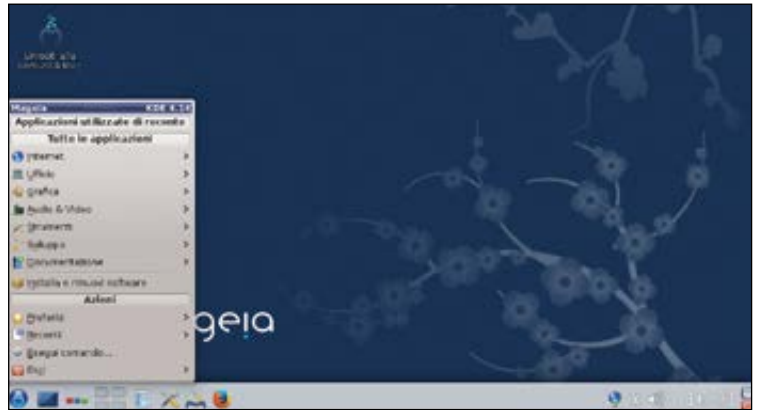 Mageia KDE 4.14
Applicazioni utilizzate di recente
Tutte le applicazioni
Internet
Ufficio
Grafica
Audio & Video
Strumenti
Sviluppo
Documentazione
Installa e rimuovi software
Azioni
Preferiti
Recenti
Esegui comando...
Esci
geia